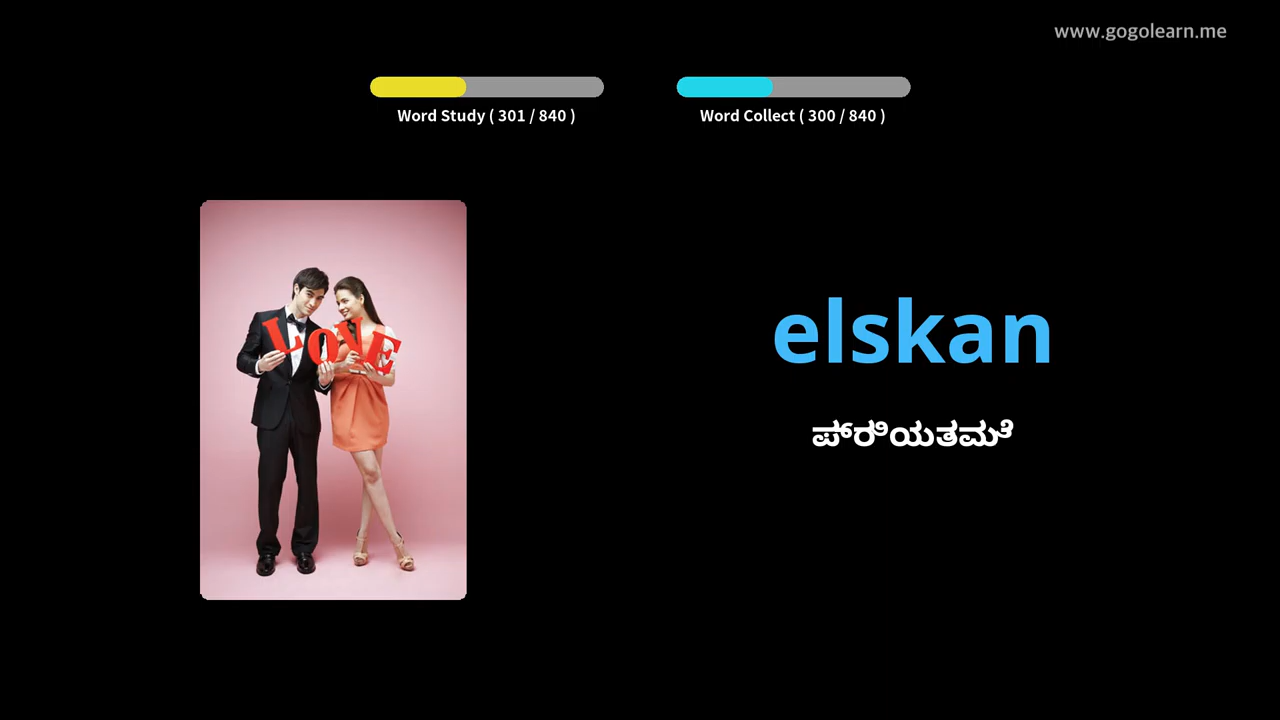 www.gogolearn.me
Word Study ( 301 / 840 )
Word Collect ( 300 / 840 )
LOVE
elskan
ಪ್ರಿಯತಮೆ